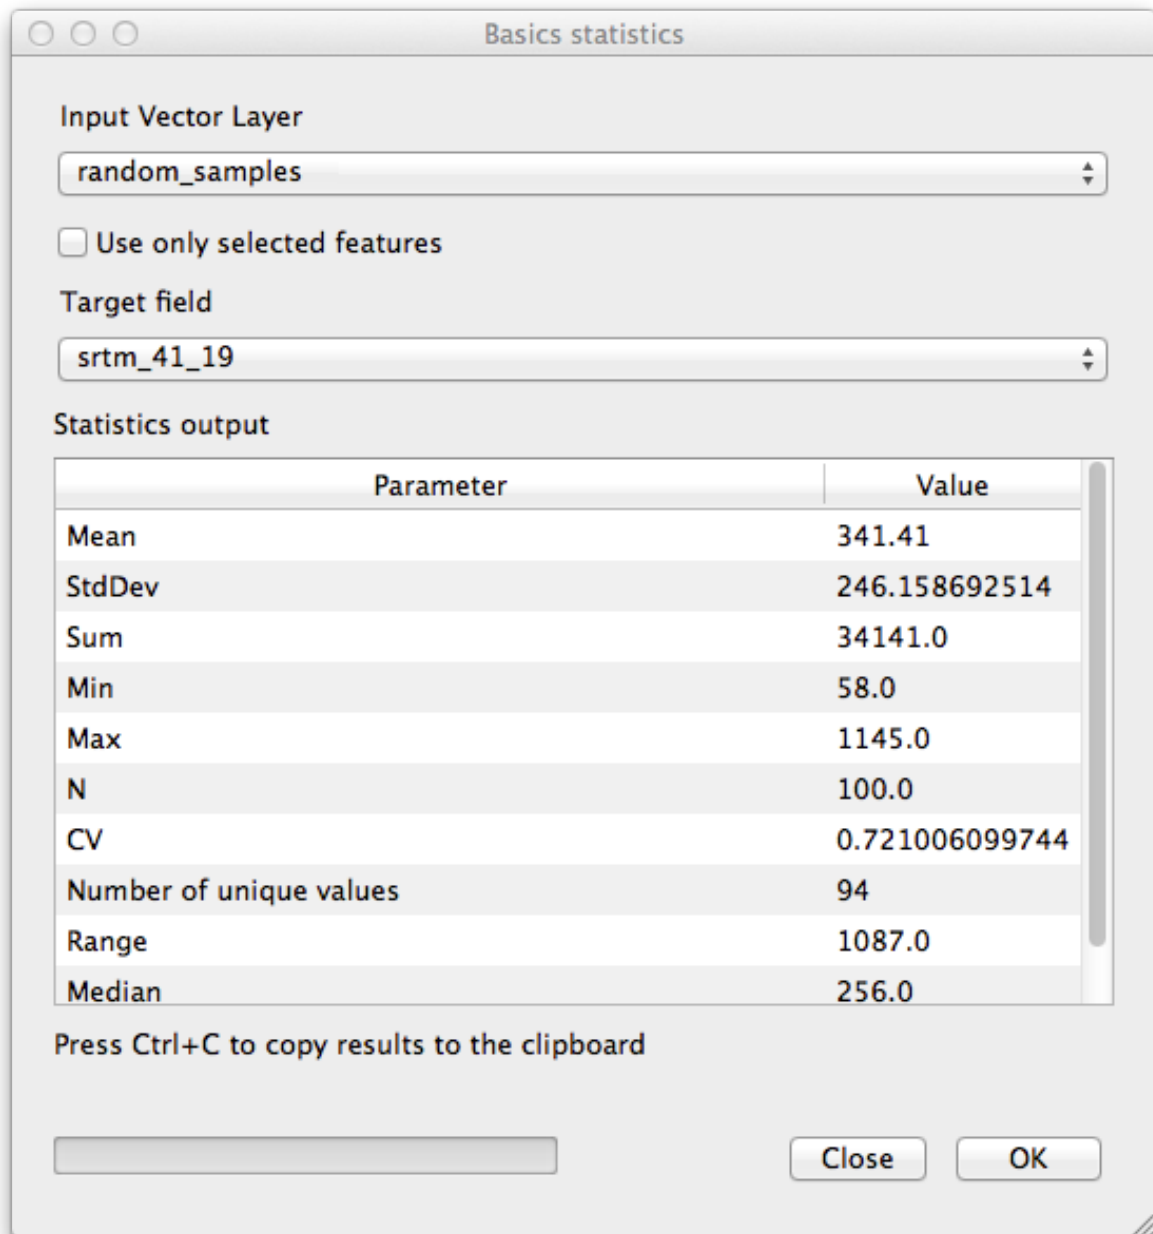 Basics statistics
Input Vector Layer
random_samples
Use only selected features
Target field
srtm_41_19
Statistics output
Parameter Value
Mean 341.41
StdDev 246.158692514
Sum 34141.0
Min 58.0
Max 1145.0
N 100.0
CV 0.721006099744
Number of unique values 94
Range 1087.0
Median 256.0
Press Ctrl+C to copy results to the clipboard
Close OK